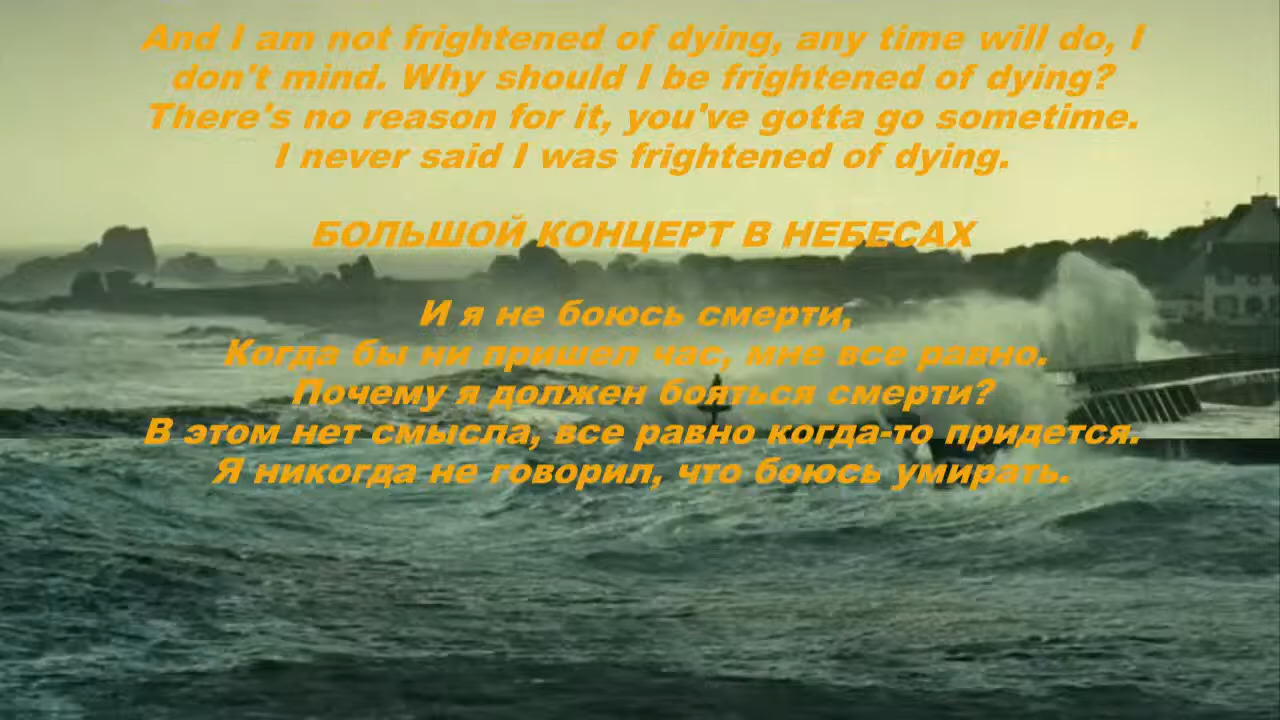 And I am not frightened of dying, any time will do, I
don't mind. Why should I be frightened of dying?
There's no reason for it, you've gotta go sometime.
I never said I was frightened of dying.
БОЛЬШОЙ КОНЦЕРТ В НЕБЕСАХ
И я не боюсь смерти,
Когда бы ни пришел час, мне все равно.
Почему я должен бояться смерти?
В этом нет смысла, все равно когда-то придется.
Я никогда не говорил, что боюсь умирать.